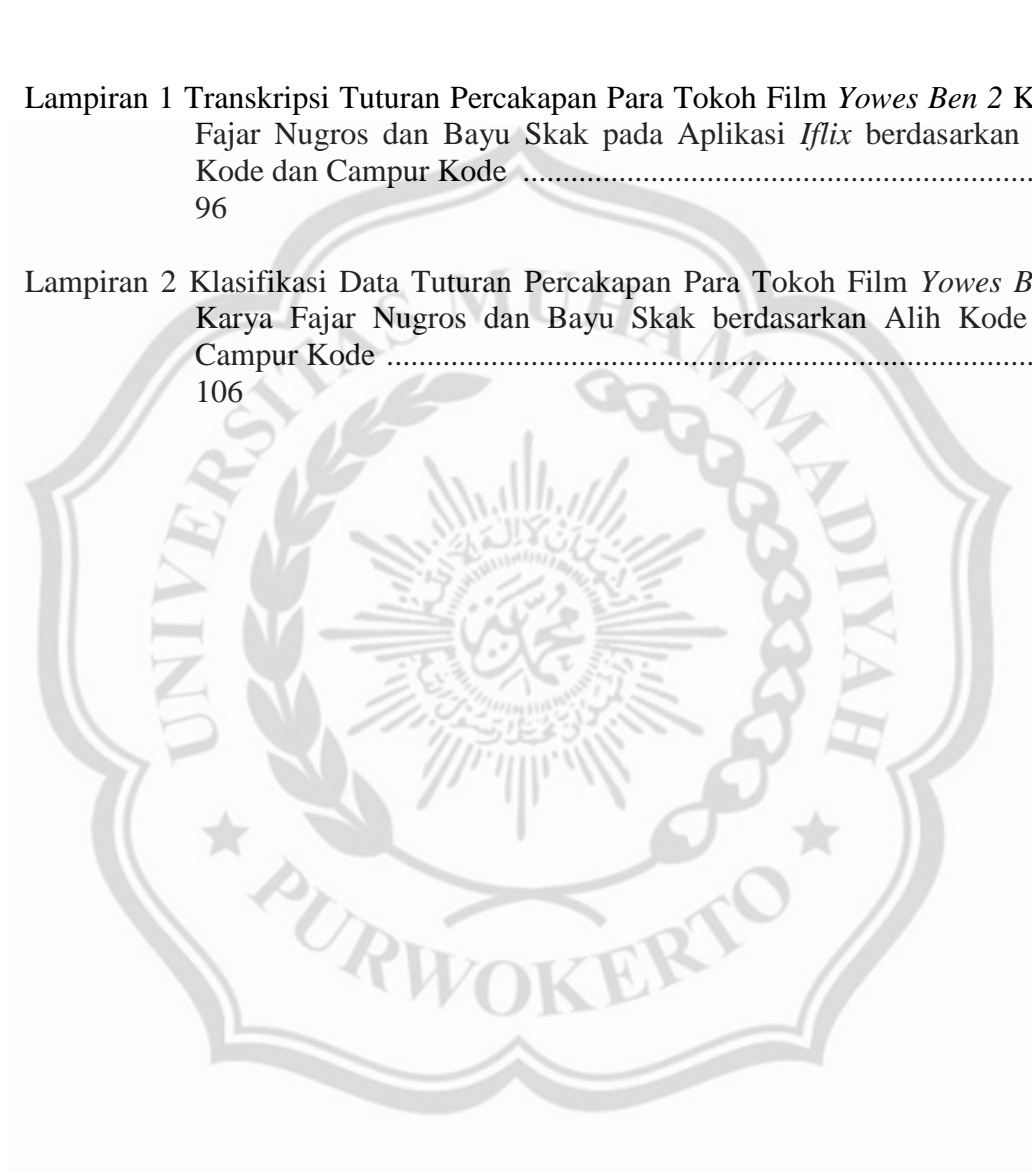 Lampiran 1 Transkripsi Tuturan Percakapan Para Tokoh Film Yowes Ben 2 K
Fajar Nugros dan Bayu Skak pada Aplikasi Iflix berdasarkan
Kode dan Campur Kode ................................................................
96
Lampiran 2 Klasifikasi Data Tuturan Percakapan Para Tokoh Film Yowes B
Karya Fajar Nugros dan Bayu Skak berdasarkan Alih Kode
Campur Kode .................................................................................
106
UNIVERSITAS MUHAMMADIYAH
PURWOKERTO